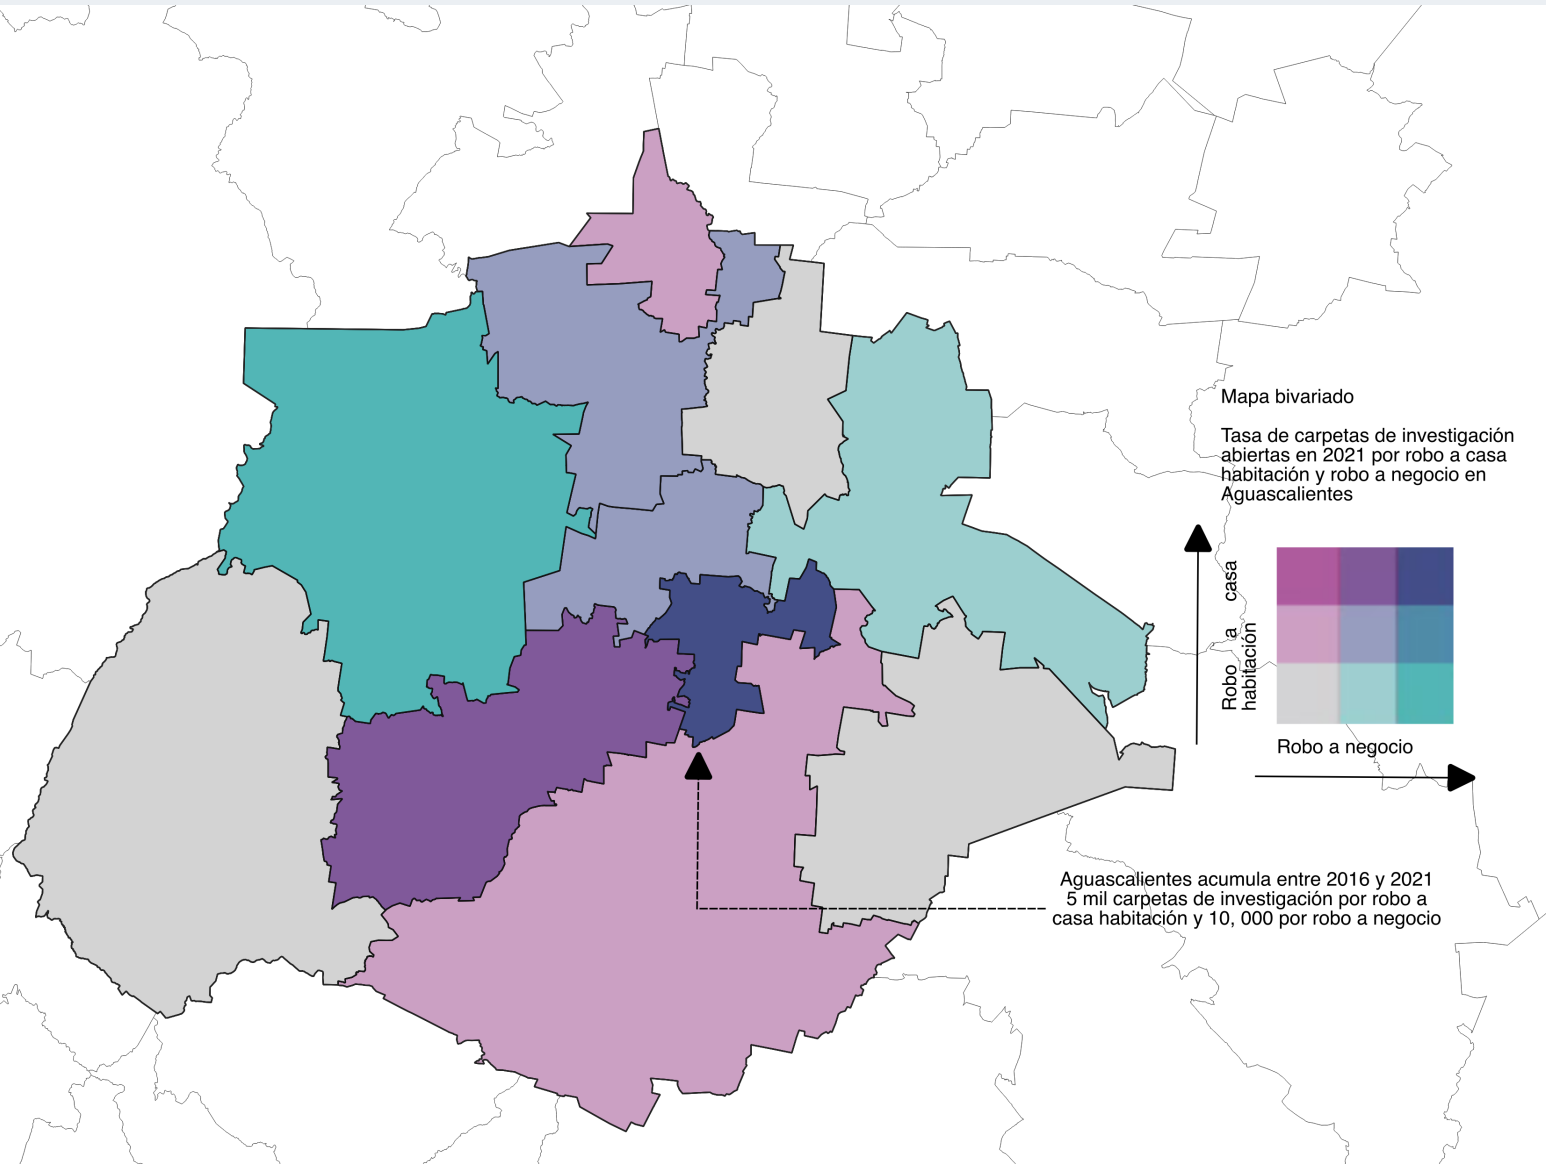 Mapa bivariado
Tasa de carpetas de investigación
abiertas en 2021 por robo a casa
habitación y robo a negocio en
Aguascalientes
Robo a casa
habitación
Robo a negocio
Aguascalientes acumula entre 2016 y 2021
5 mil carpetas de investigación por robo a
casa habitación y 10, 000 por robo a negocio